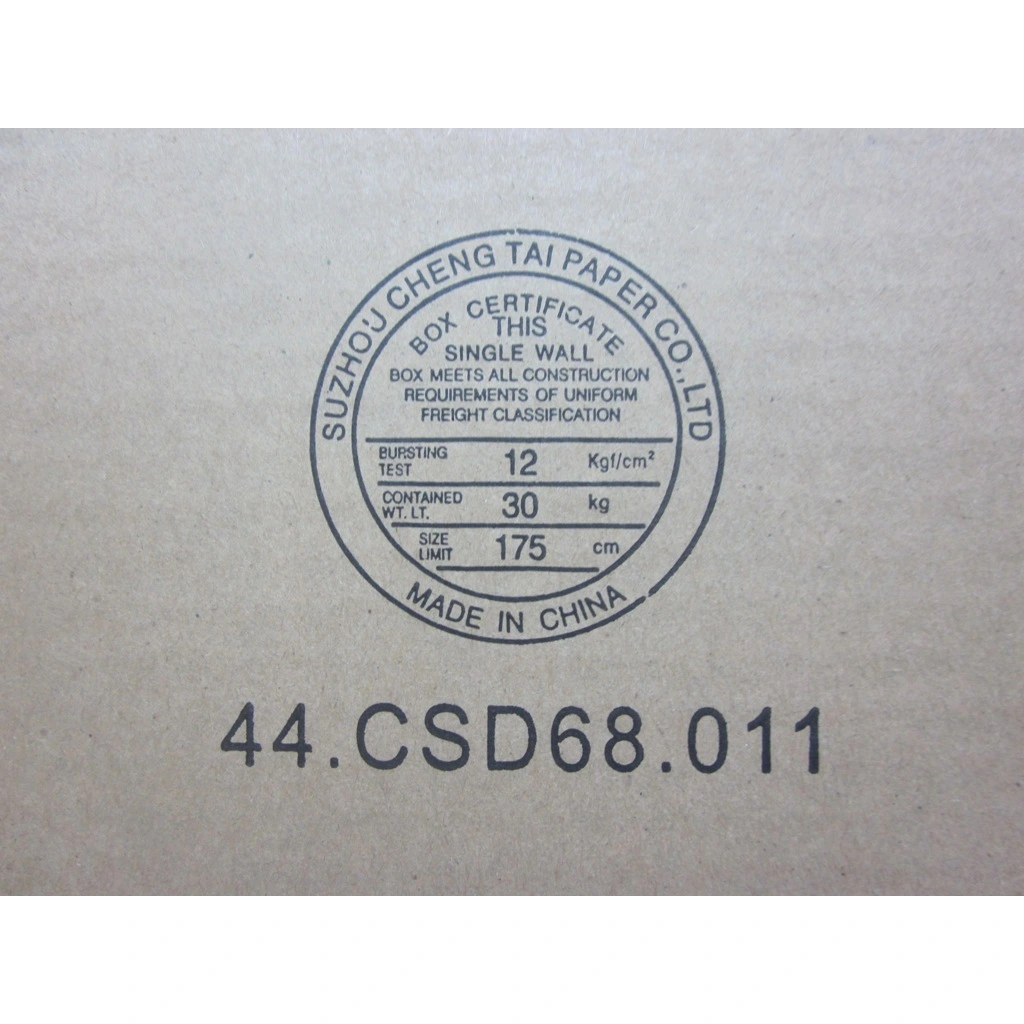 SUZHOU CHENG TAI PAPER CO.,LTD
BOX CERTIFICATE
THIS
SINGLE WALL
BOX MEETS ALL CONSTRUCTION
REQUIREMENTS OF UNIFORM
FREIGHT CLASSIFICATION
BURSTING TEST 12 Kgf/cm²
CONTAINED WT. LT. 30 kg
SIZE LIMIT 175 cm
MADE IN CHINA
44.CSD68.011